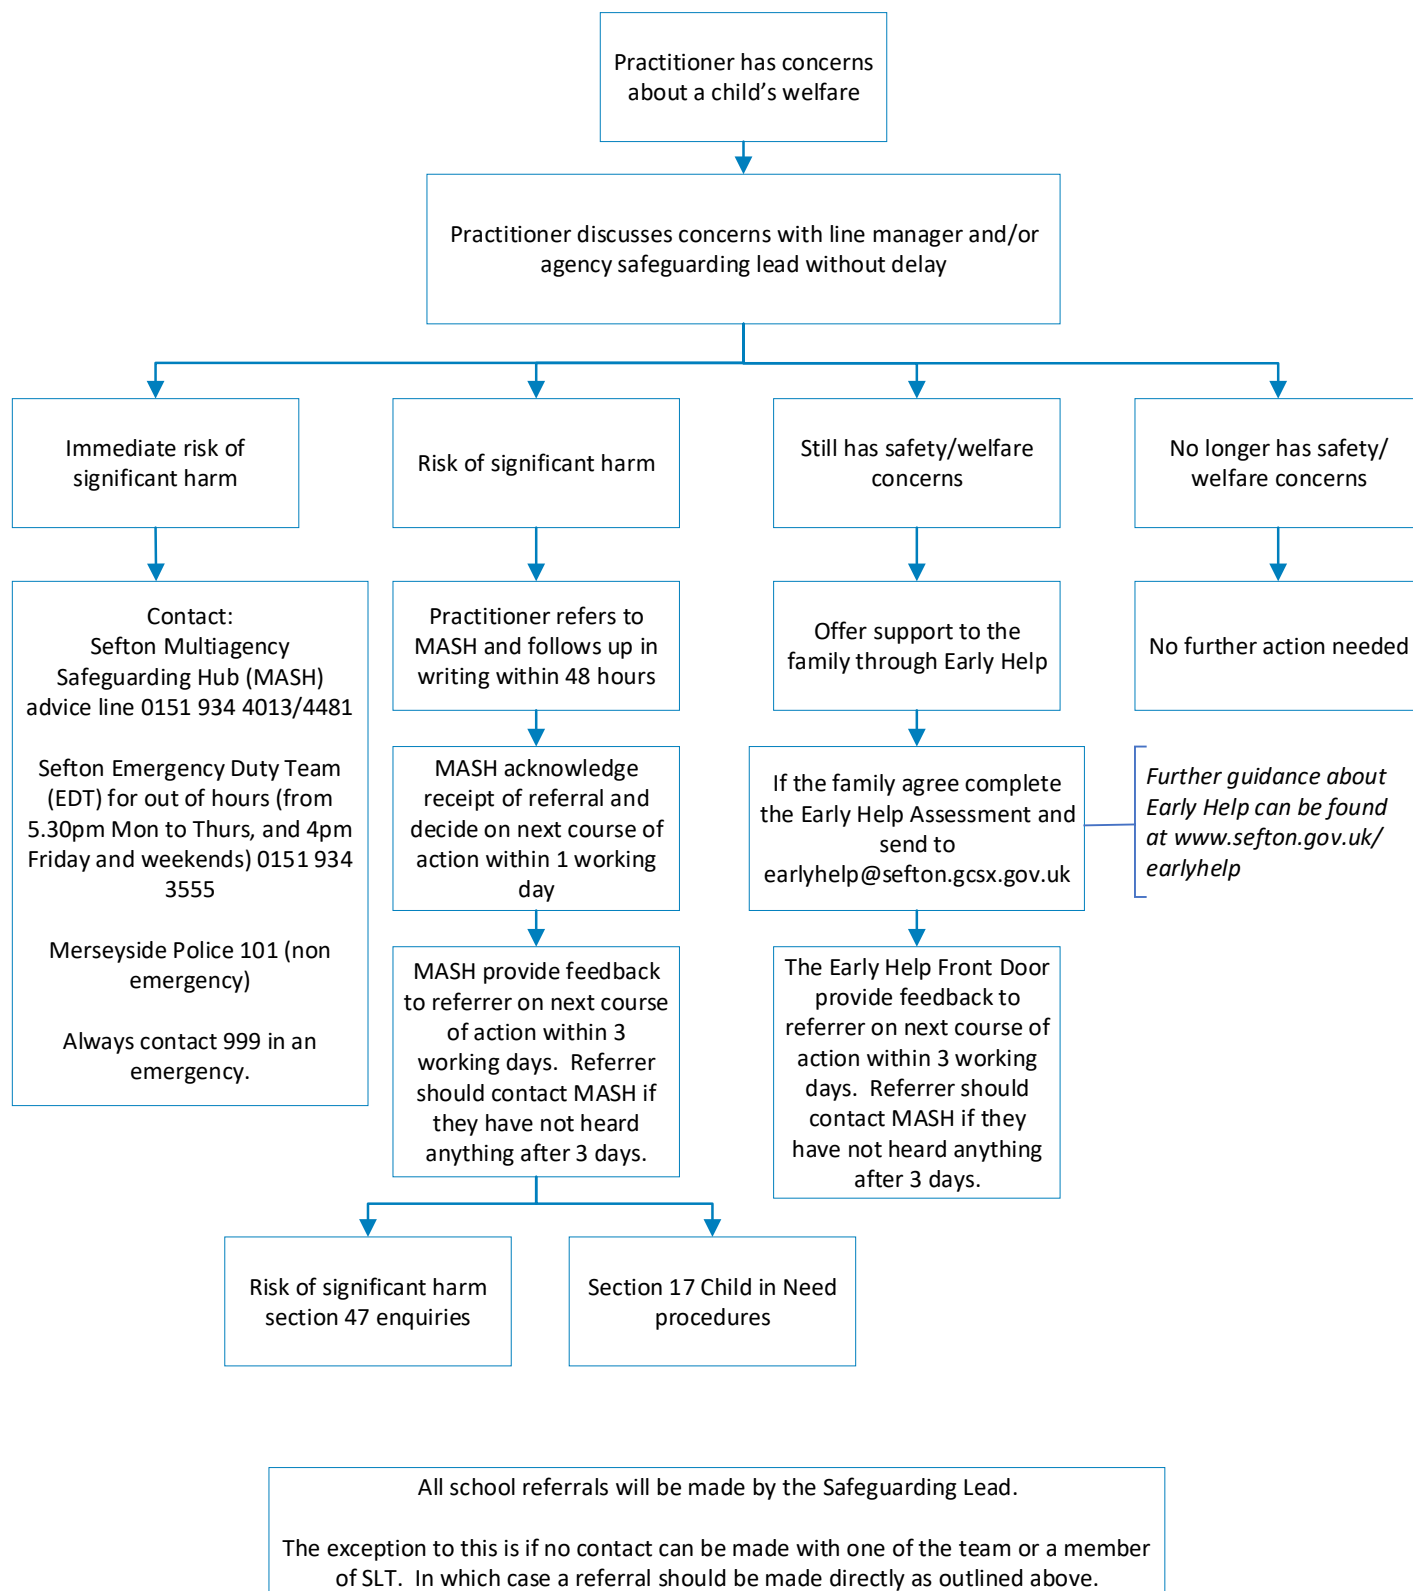 Practitioner has concerns
about a child’s welfare
Practitioner discusses concerns with line manager and/or
agency safeguarding lead without delay
Immediate risk of
significant harm
Risk of significant harm
Still has safety/welfare
concerns
No longer has safety/
welfare concerns
Contact:
Sefton Multiagency
Safeguarding Hub (MASH)
advice line 0151 934 4013/4481
Sefton Emergency Duty Team
(EDT) for out of hours (from
5.30pm Mon to Thurs, and 4pm
Friday and weekends) 0151 934
3555
Merseyside Police 101 (non
emergency)
Always contact 999 in an
emergency.
Practitioner refers to
MASH and follows up in
writing within 48 hours
MASH acknowledge
receipt of referral and
decide on next course of
action within 1 working
day
MASH provide feedback
to referrer on next course
of action within 3
working days.  Referrer
should contact MASH if
they have not heard
anything after 3 days.
Risk of significant harm
section 47 enquiries
Section 17 Child in Need
procedures
Offer support to the
family through Early Help
If the family agree complete
the Early Help Assessment and
send to
earlyhelp@sefton.gcsx.gov.uk
Further guidance about
Early Help can be found
at www.sefton.gov.uk/
earlyhelp
The Early Help Front Door
provide feedback to
referrer on next course of
action within 3 working
days.  Referrer should
contact MASH if they
have not heard anything
after 3 days.
No further action needed
All school referrals will be made by the Safeguarding Lead.
The exception to this is if no contact can be made with one of the team or a member
of SLT.  In which case a referral should be made directly as outlined above.